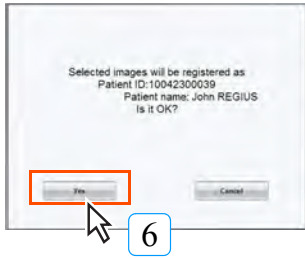 Selected images will be registered as
Patient ID:10042300039
Patient name: John REGIUS
Is it OK?
Yes
Cancel
6